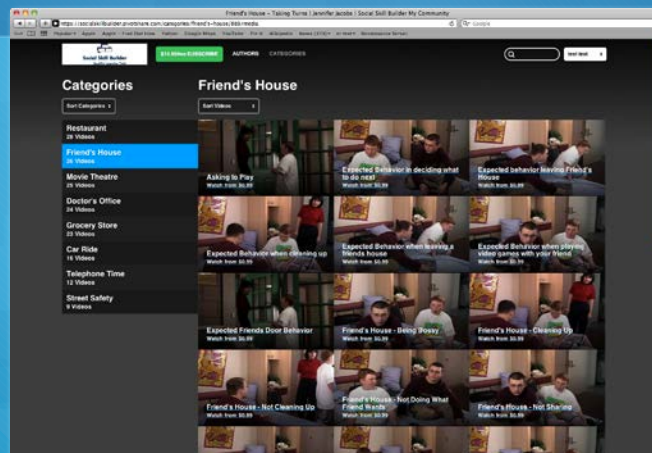 Friend's House - Taking Turns | Jennifer Jacobs | Social Skill Builder My Community
Google
Social Skill Builder
SUBSCRIBE
AUTHORS
CATEGORIES
test test
Categories
Sort Categories
Restaurant
28 Videos
Friend's House
26 Videos
Movie Theatre
25 Videos
Doctor's Office
24 Videos
Grocery Store
23 Videos
Car Ride
16 Videos
Telephone Time
12 Videos
Street Safety
9 Videos
Friend's House
Sort Videos
Asking to Play
Watch from $0.99
Expected Behavior in deciding what
to do next
Watch from $0.99
Expected behavior leaving Friend's
House
Watch from $0.99
Expected Behavior when cleaning up
Watch from $0.99
Expected Behavior when leaving a
friends house
Watch from $0.99
Expected Behavior when playing
video games with your friend
Watch from $0.99
Expected Friends Door Behavior
Watch from $0.99
Friend's House - Being Bossy
Watch from $0.99
Friend's House - Cleaning Up
Watch from $0.99
Friend's House - Not Cleaning Up
Watch from $0.99
Friend's House - Not Doing What
Friend Wants
Watch from $0.99
Friend's House - Not Sharing
Watch from $0.99